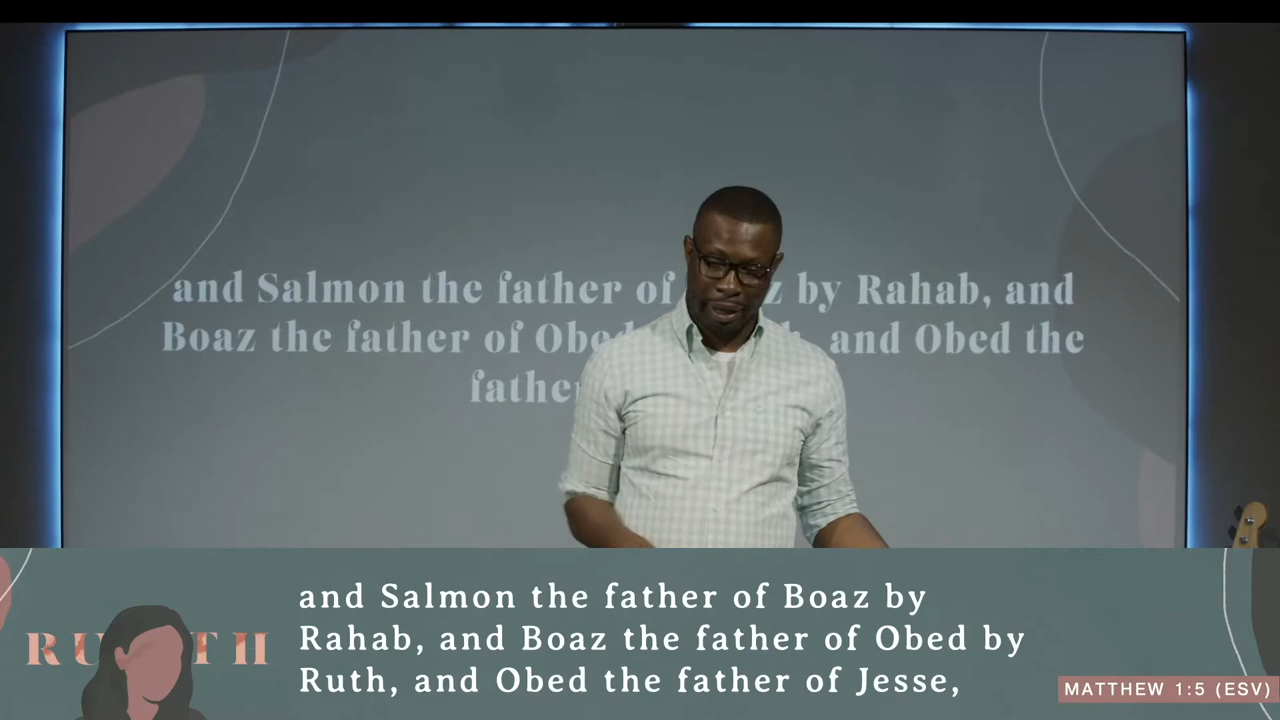 and Salmon the father of by Rahab, and
Boaz the father of and Obed the
RUTH
and Salmon the father of Boaz by
Rahab, and Boaz the father of Obed by
Ruth, and Obed the father of Jesse,
MATTHEW 1:5 (ESV)